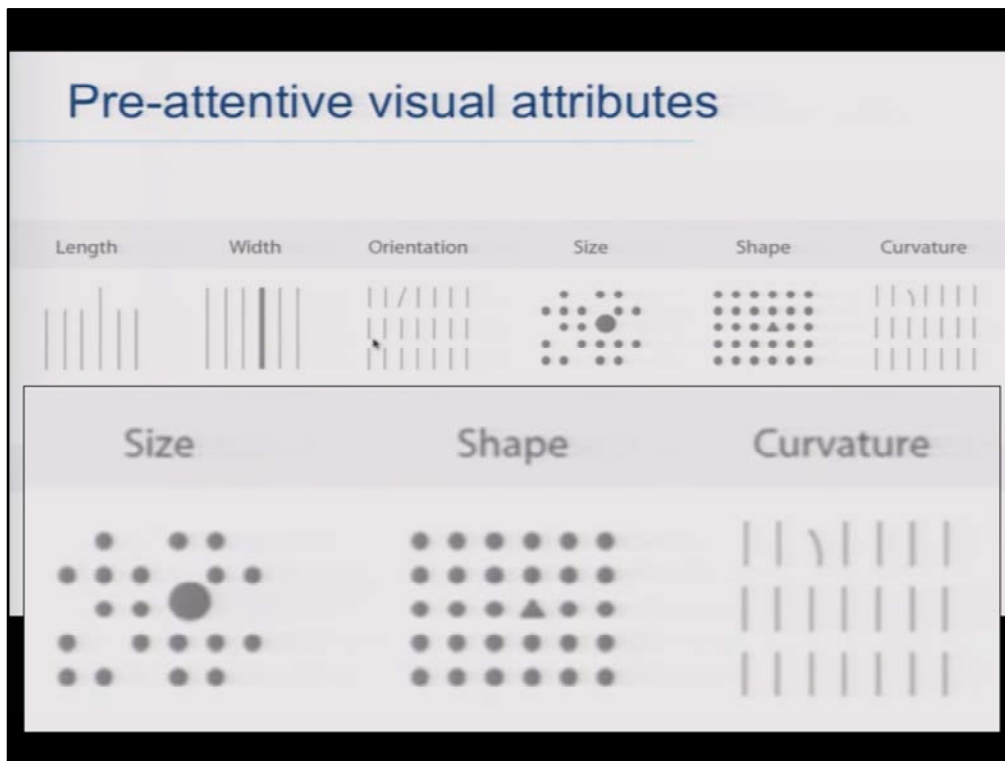 Pre-attentive visual attributes
Length Width Orientation Size Shape Curvature
Size Shape Curvature